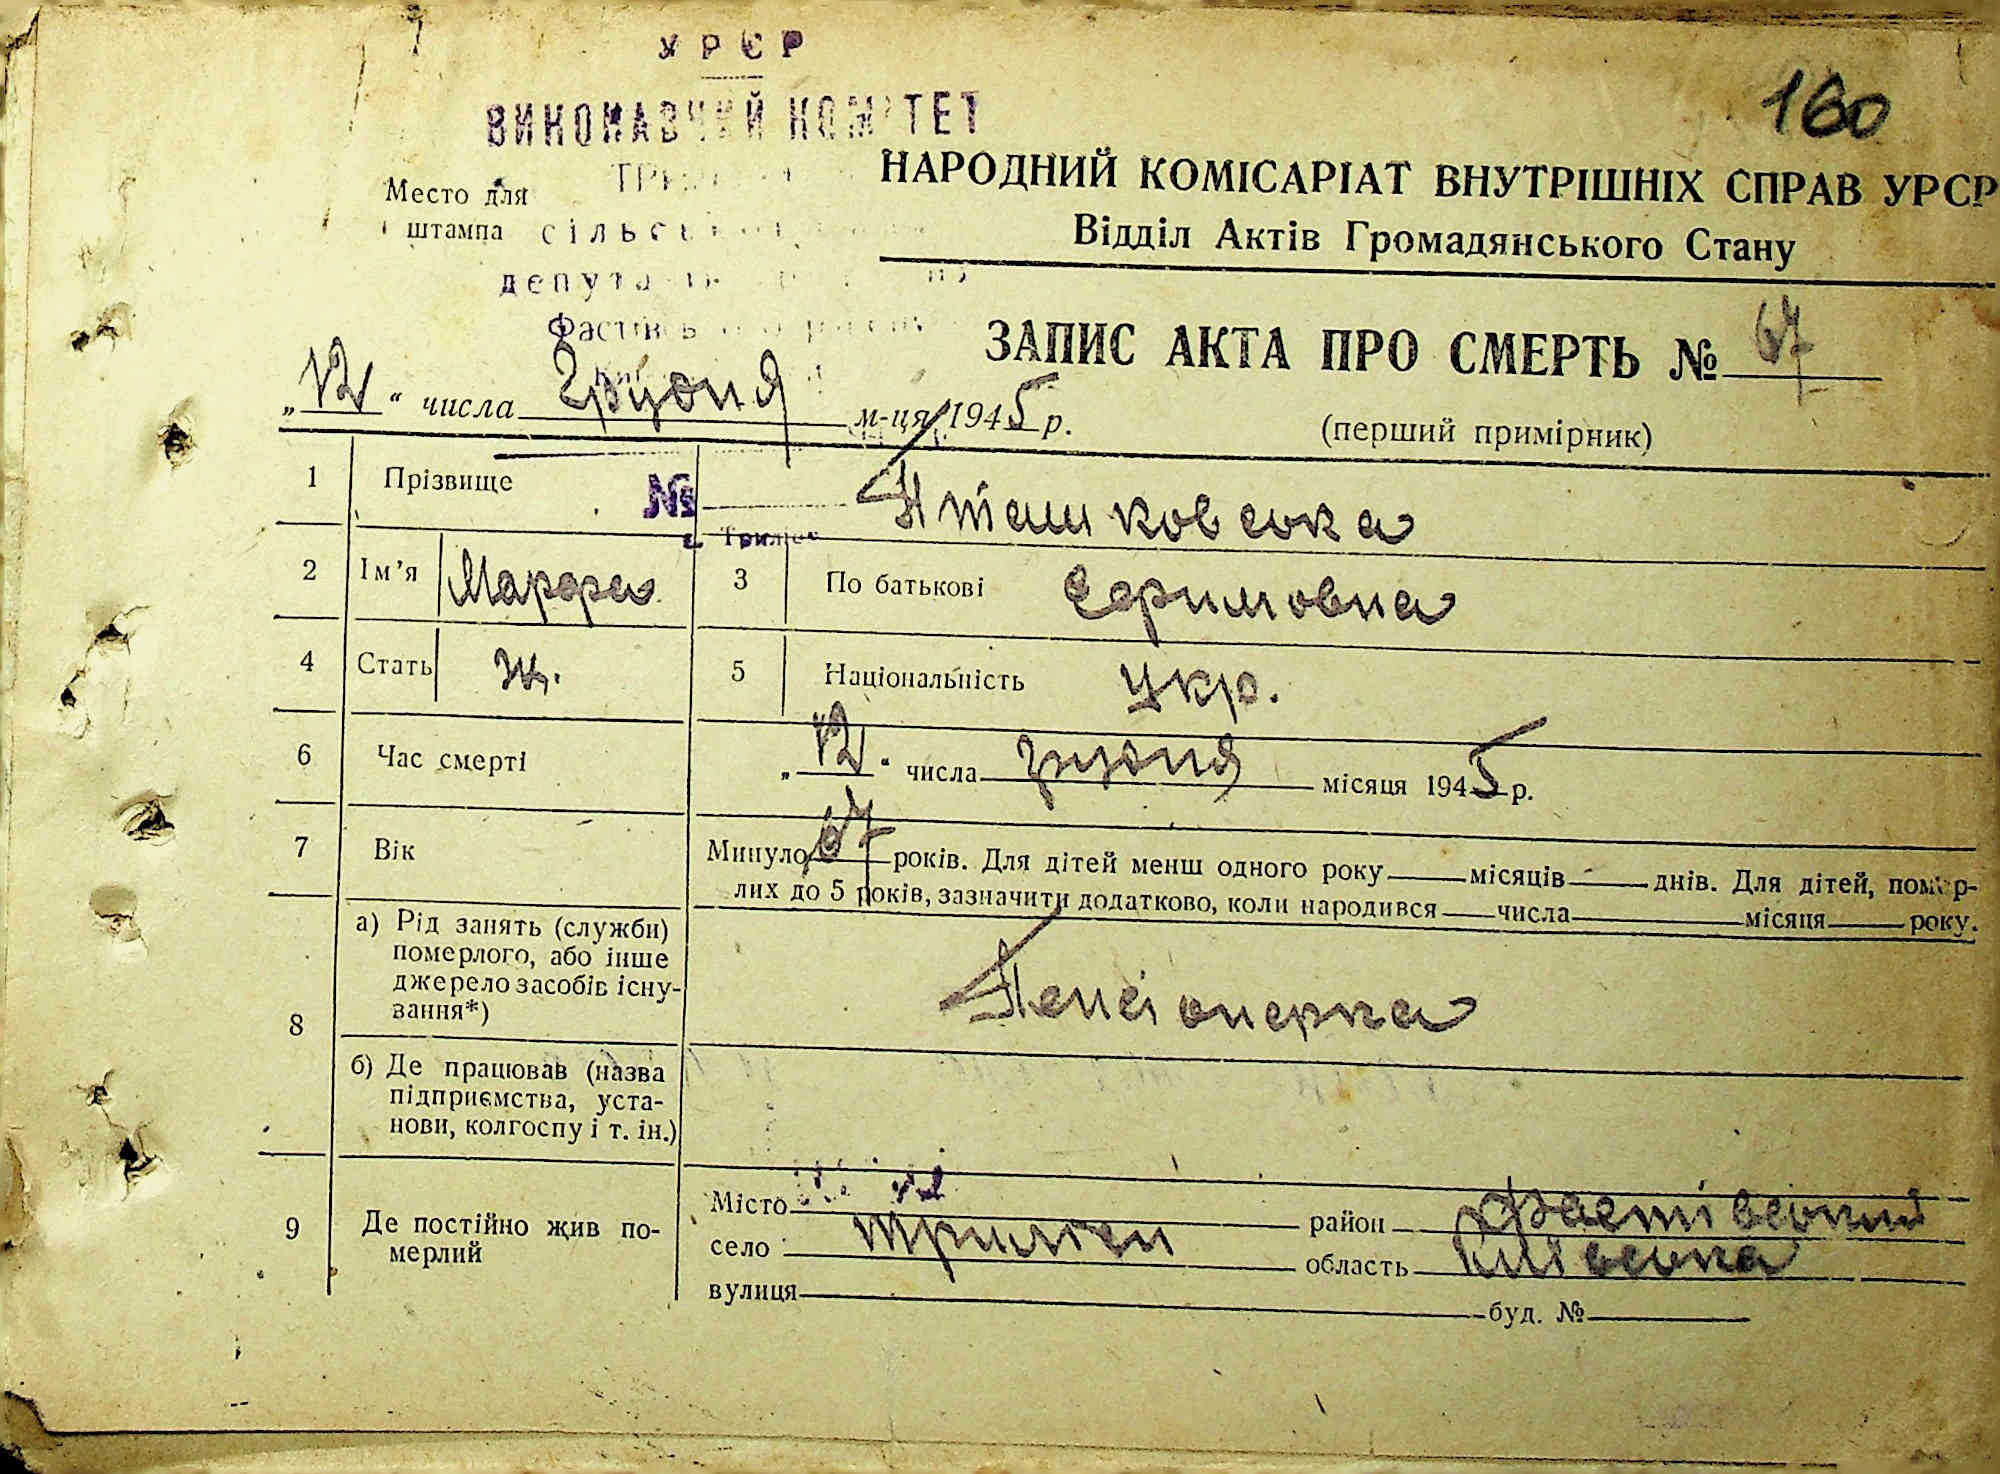 УРСР
160
ВИКОНАВЧИЙ КОМІТЕТ
Место для
штампа
НАРОДНИЙ КОМІСАРІАТ ВНУТРІШНІХ СПРАВ УРСР
Відділ Актів Громадянського Стану
ЗАПИС АКТА ПРО СМЕРТЬ № 67
„12“ числа Грудня м-ця 1945 р.
(перший примірник)
1 Прізвище № Пташковська
2 Ім’я Марфа 3 По батькові Єфимовна
4 Стать ж. 5 Національність укр.
6 Час смерті „12“ числа грудня місяця 1945 р.
7 Вік Минуло 67 років. Для дітей менш одного року місяців днів. Для дітей, помер-
лих до 5 років, зазначити додатково, коли народився числа місяця року.
8 а) Рід занять (служби)
померлого, або інше
джерело засобів існу-
вання*)
Пенсіонерка
б) Де працював (назва
підприємства, уста-
нови, колгоспу і т. ін.)
9 Де постійно жив по-
мерлий
Місто район Фастівський
село Трилєси область Київська
вулиця буд. №